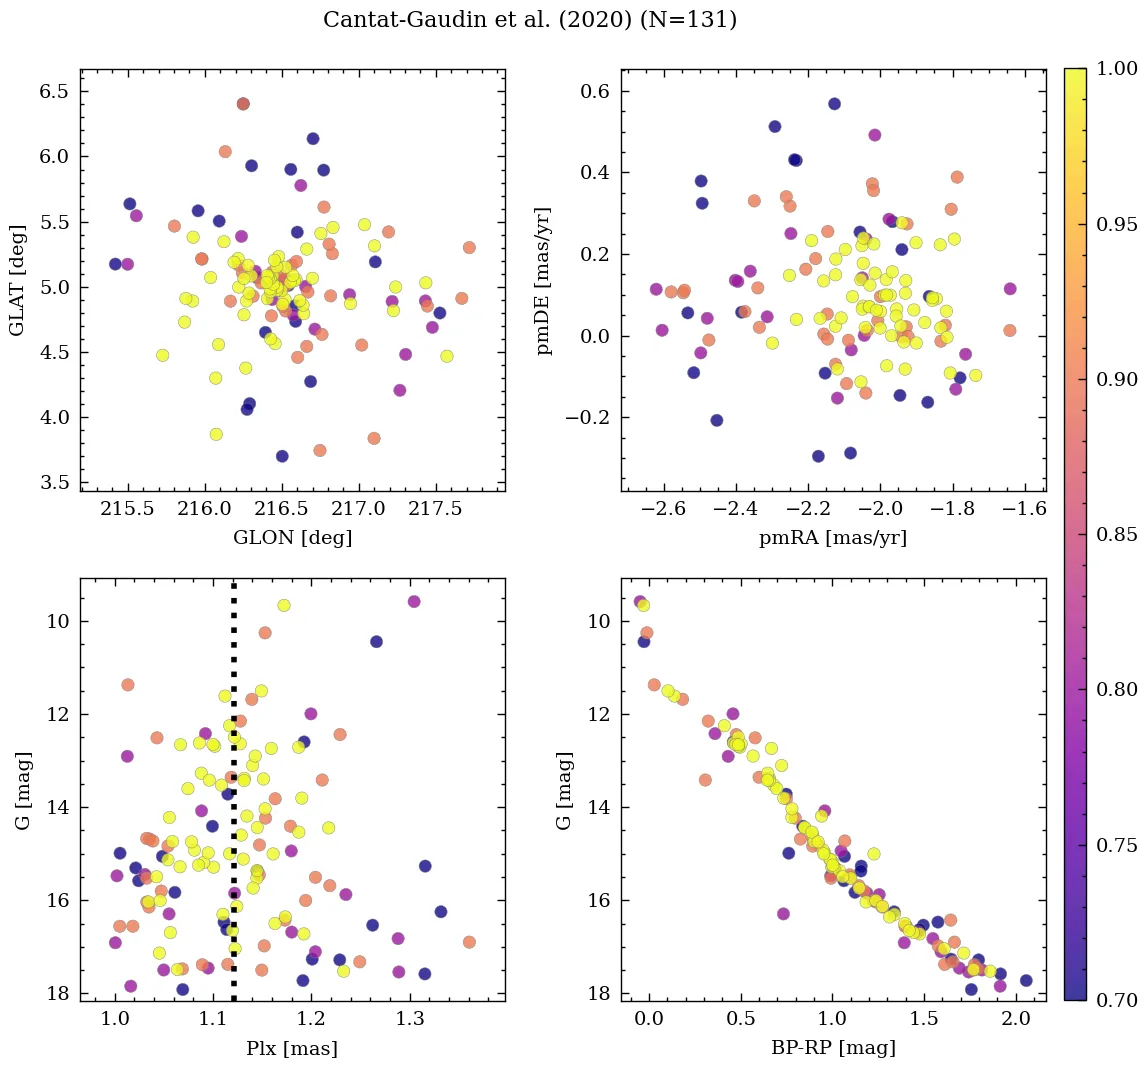 Cantat-Gaudin et al. (2020) (N=131)
GLAT [deg]
6.5
6.0
5.5
5.0
4.5
4.0
3.5
215.5 216.0 216.5 217.0 217.5
GLON [deg]
pmDE [mas/yr]
0.6
0.4
0.2
0.0
−0.2
−2.6 −2.4 −2.2 −2.0 −1.8 −1.6
pmRA [mas/yr]
G [mag]
10
12
14
16
18
1.0 1.1 1.2 1.3
Plx [mas]
G [mag]
10
12
14
16
18
0.0 0.5 1.0 1.5 2.0
BP-RP [mag]
1.00
0.95
0.90
0.85
0.80
0.75
0.70